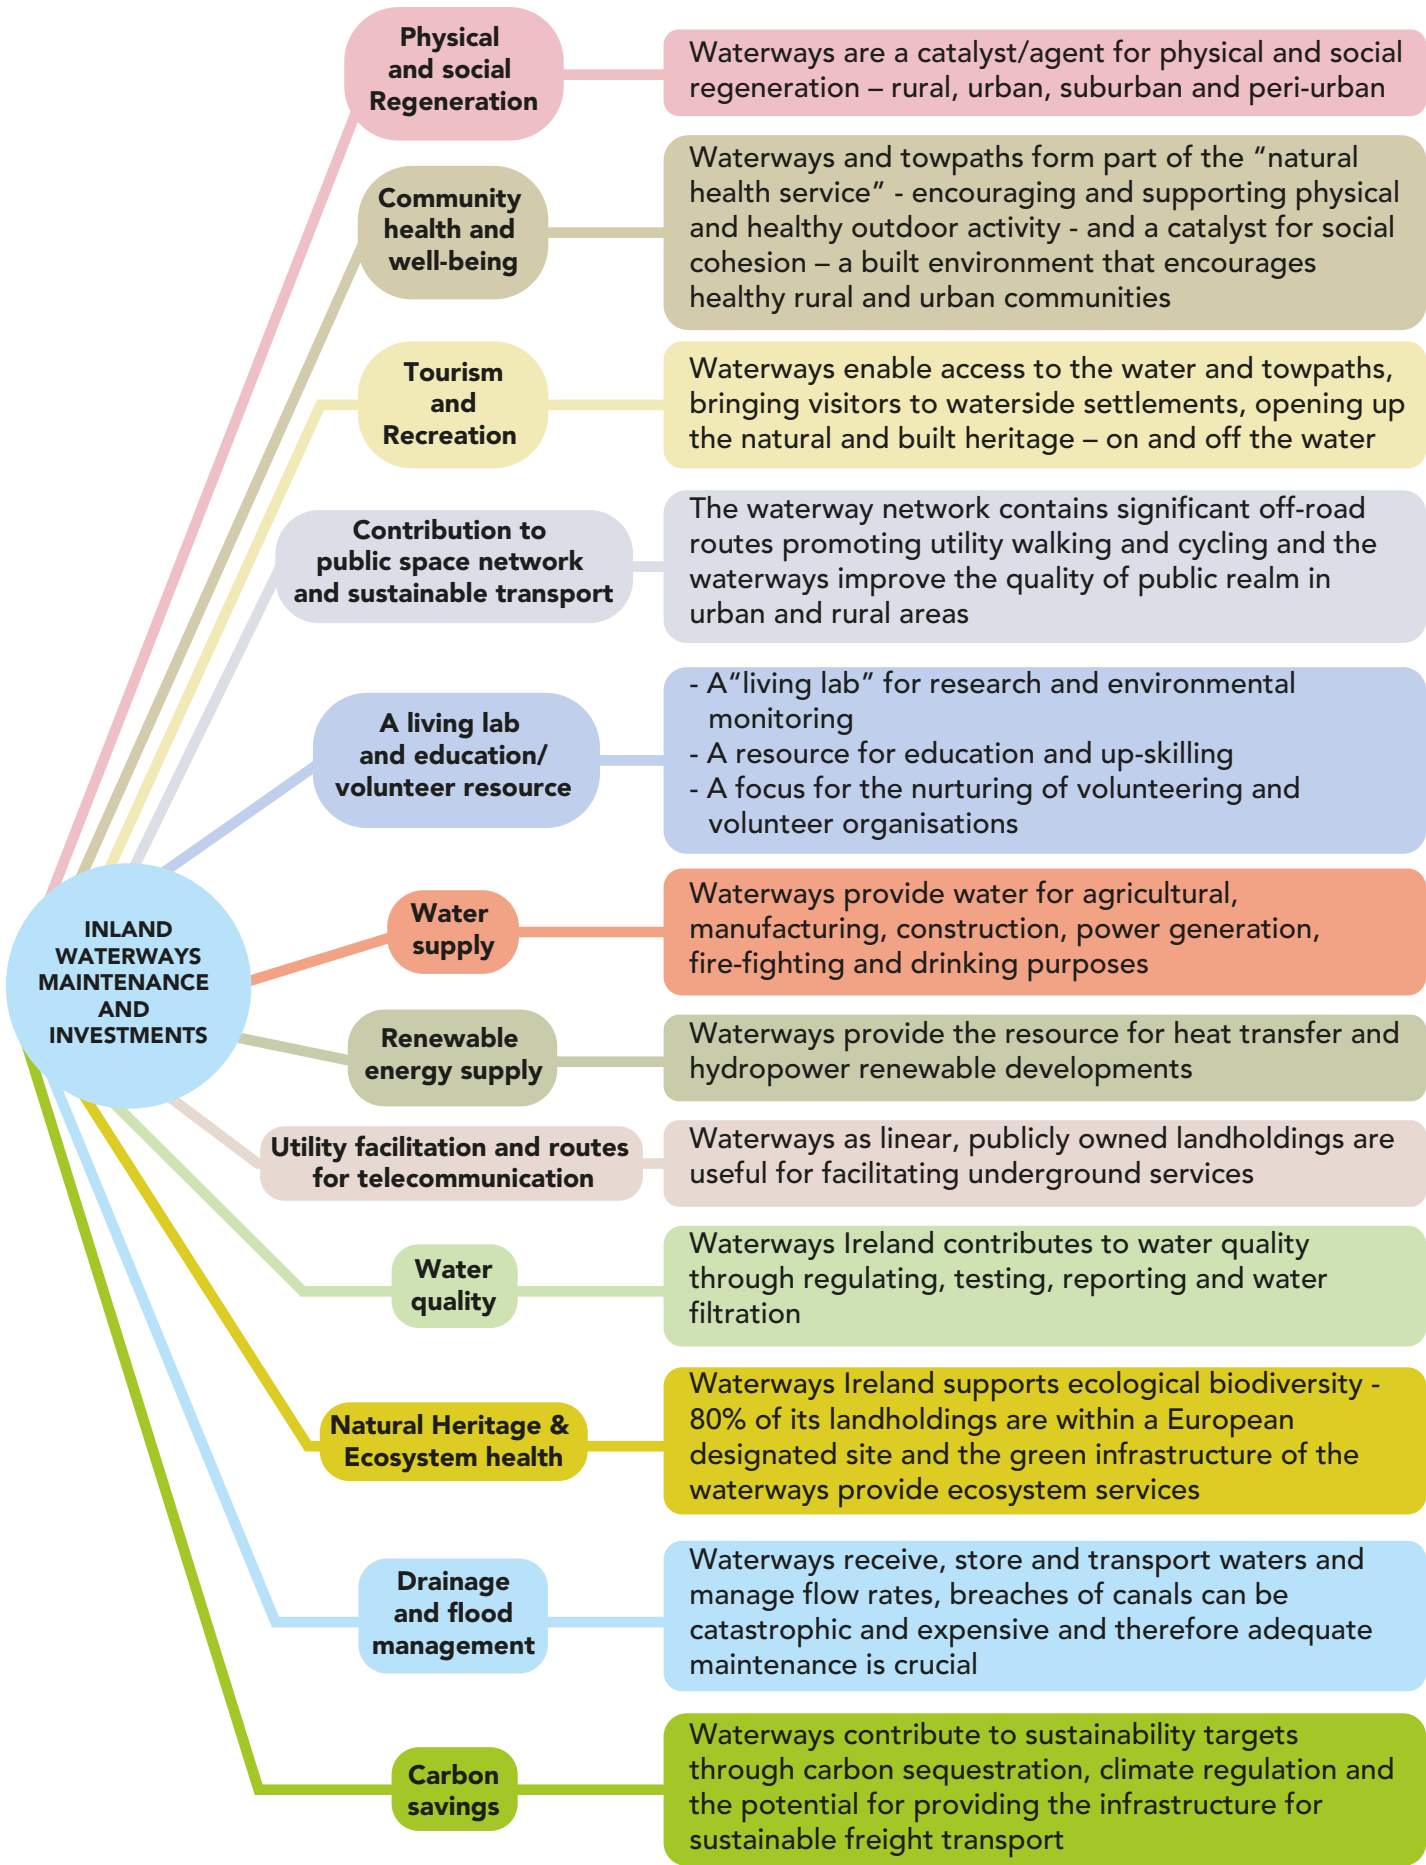 Physical
and social
Regeneration
Waterways are a catalyst/agent for physical and social
regeneration – rural, urban, suburban and peri-urban
Community
health and
well-being
Waterways and towpaths form part of the “natural
health service” - encouraging and supporting physical
and healthy outdoor activity - and a catalyst for social
cohesion – a built environment that encourages
healthy rural and urban communities
Tourism
and
Recreation
Waterways enable access to the water and towpaths,
bringing visitors to waterside settlements, opening up
the natural and built heritage – on and off the water
Contribution to
public space network
and sustainable transport
The waterway network contains significant off-road
routes promoting utility walking and cycling and the
waterways improve the quality of public realm in
urban and rural areas
A living lab
and education/
volunteer resource
- A“living lab” for research and environmental
monitoring
- A resource for education and up-skilling
- A focus for the nurturing of volunteering and
volunteer organisations
INLAND
WATERWAYS
MAINTENANCE
AND
INVESTMENTS
Water
supply
Waterways provide water for agricultural,
manufacturing, construction, power generation,
fire-fighting and drinking purposes
Renewable
energy supply
Waterways provide the resource for heat transfer and
hydropower renewable developments
Utility facilitation and routes
for telecommunication
Waterways as linear, publicly owned landholdings are
useful for facilitating underground services
Water
quality
Waterways Ireland contributes to water quality
through regulating, testing, reporting and water
filtration
Natural Heritage &
Ecosystem health
Waterways Ireland supports ecological biodiversity -
80% of its landholdings are within a European
designated site and the green infrastructure of the
waterways provide ecosystem services
Drainage
and flood
management
Waterways receive, store and transport waters and
manage flow rates, breaches of canals can be
catastrophic and expensive and therefore adequate
maintenance is crucial
Carbon
savings
Waterways contribute to sustainability targets
through carbon sequestration, climate regulation and
the potential for providing the infrastructure for
sustainable freight transport